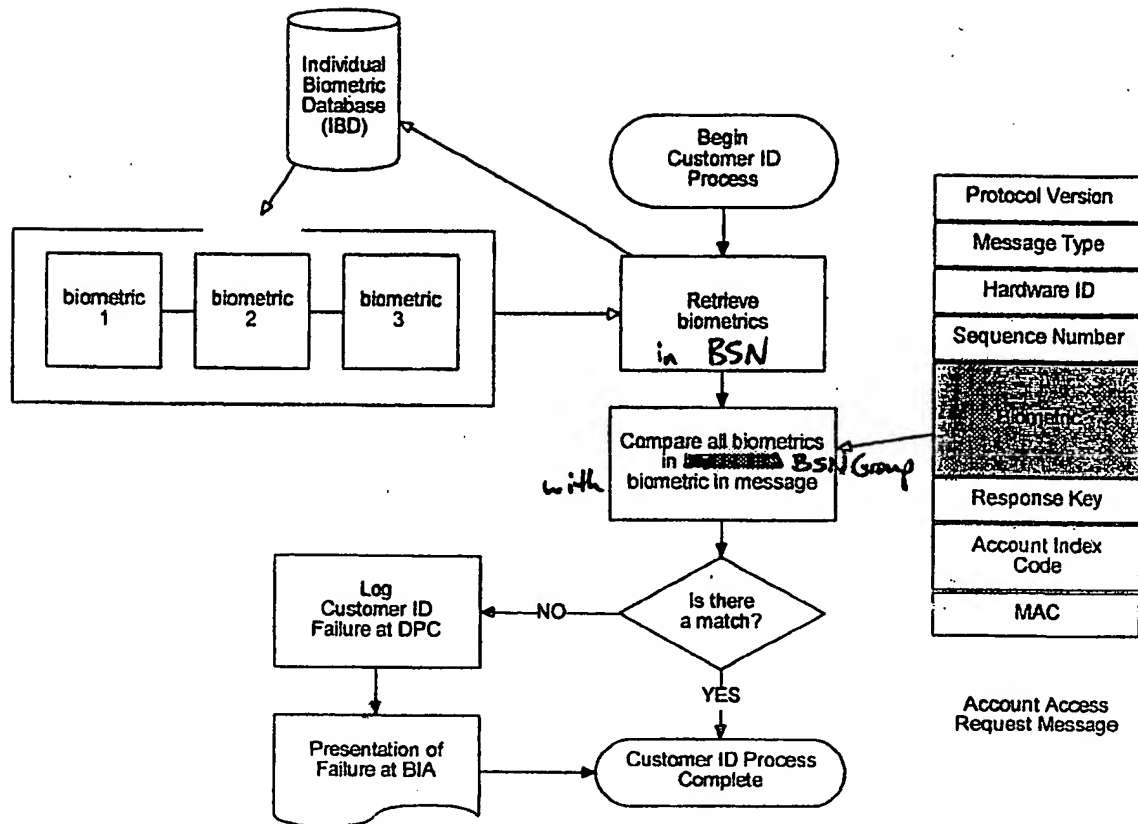 Individual
Biometric
Database
(IBD)
Begin
Customer ID
Process
biometric
1
biometric
2
biometric
3
Retrieve
biometrics
in BSN
Compare all biometrics
in BSN Group
with biometric in message
Is there
a match?
NO
YES
Log
Customer ID
Failure at DPC
Presentation of
Failure at BIA
Customer ID Process
Complete
Protocol Version
Message Type
Hardware ID
Sequence Number
Biometric
Response Key
Account Index
Code
MAC
Account Access
Request Message